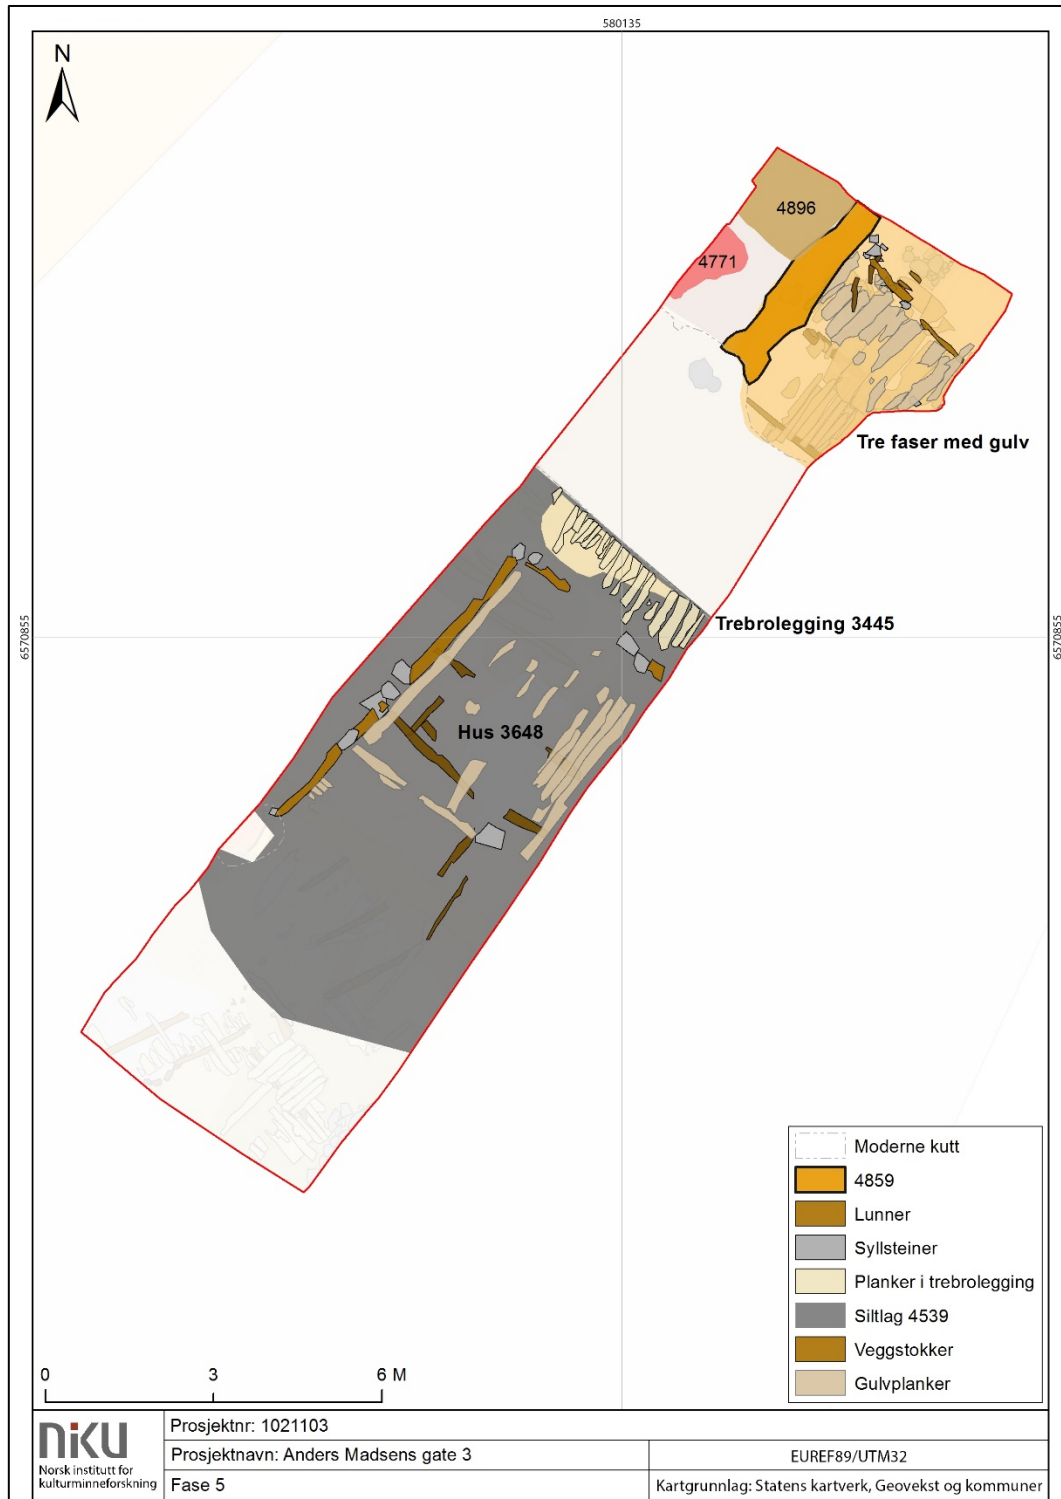 580135
N
4896
4771
Tre faser med gulv
6570855
Trebrolegging 3445
6570855
Hus 3648
Moderne kutt
4859
Lunner
Syllsteiner
Planker i trebrolegging
Siltlag 4539
Veggstokker
Gulvplanker
0 3 6 M
niku
Norsk institutt for
kulturminneforskning
Prosjektnr: 1021103
Prosjektnavn: Anders Madsens gate 3
EUREF89/UTM32
Fase 5
Kartgrunnlag: Statens kartverk, Geovekst og kommuner